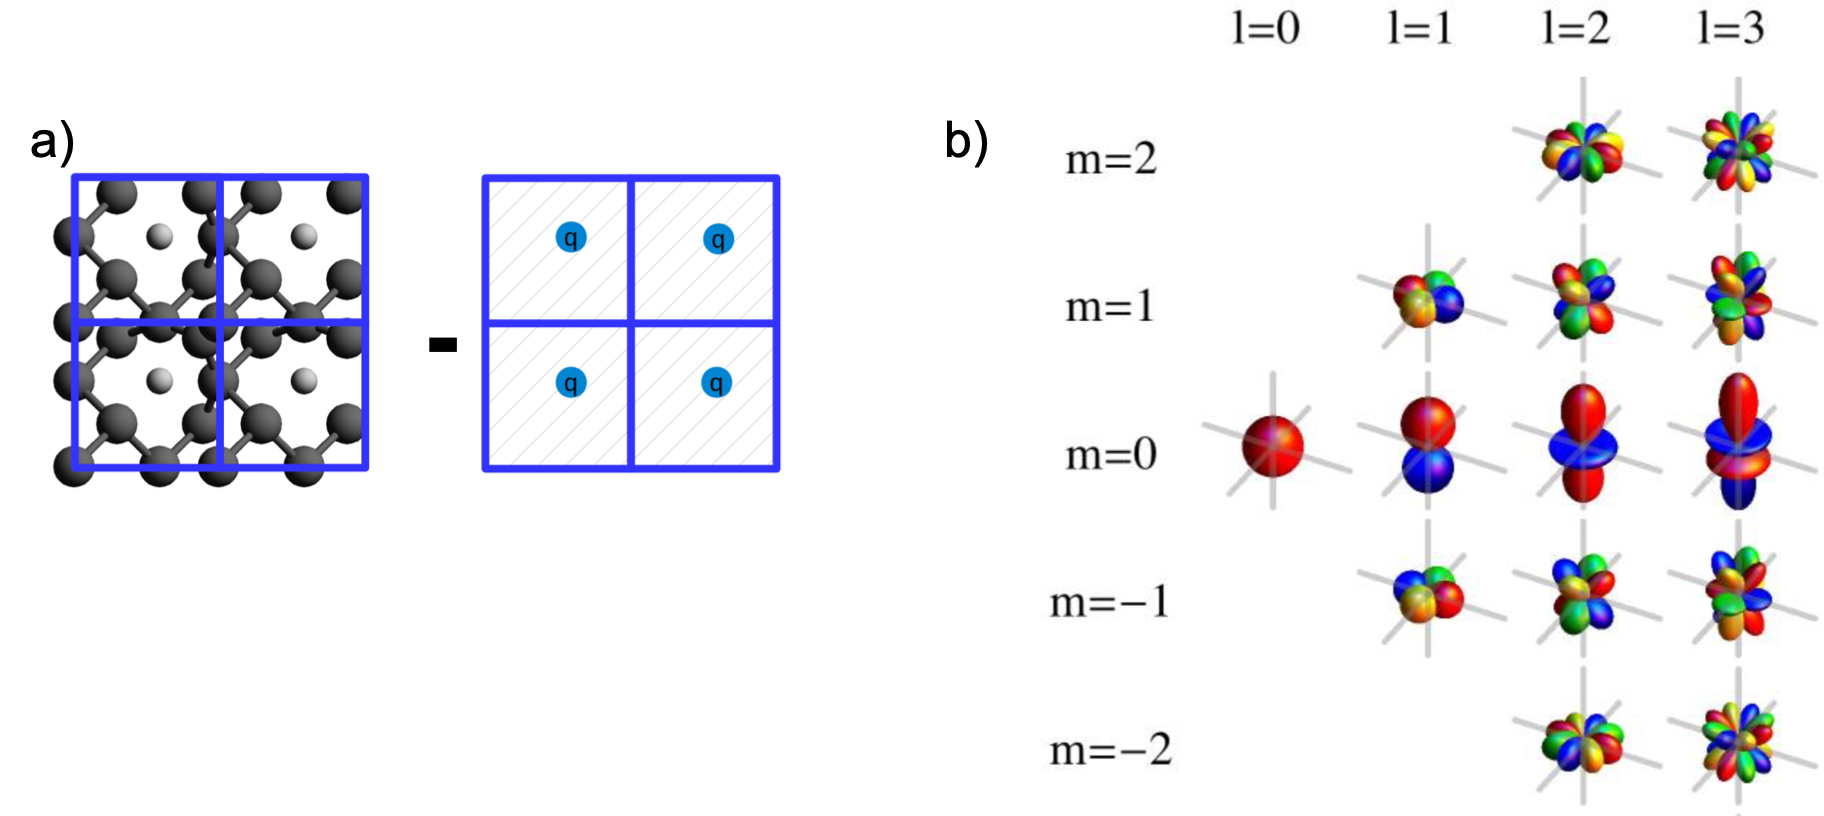 a)
q q
q q
b)
l=0 l=1 l=2 l=3
m=2
m=1
m=0
m=−1
m=−2